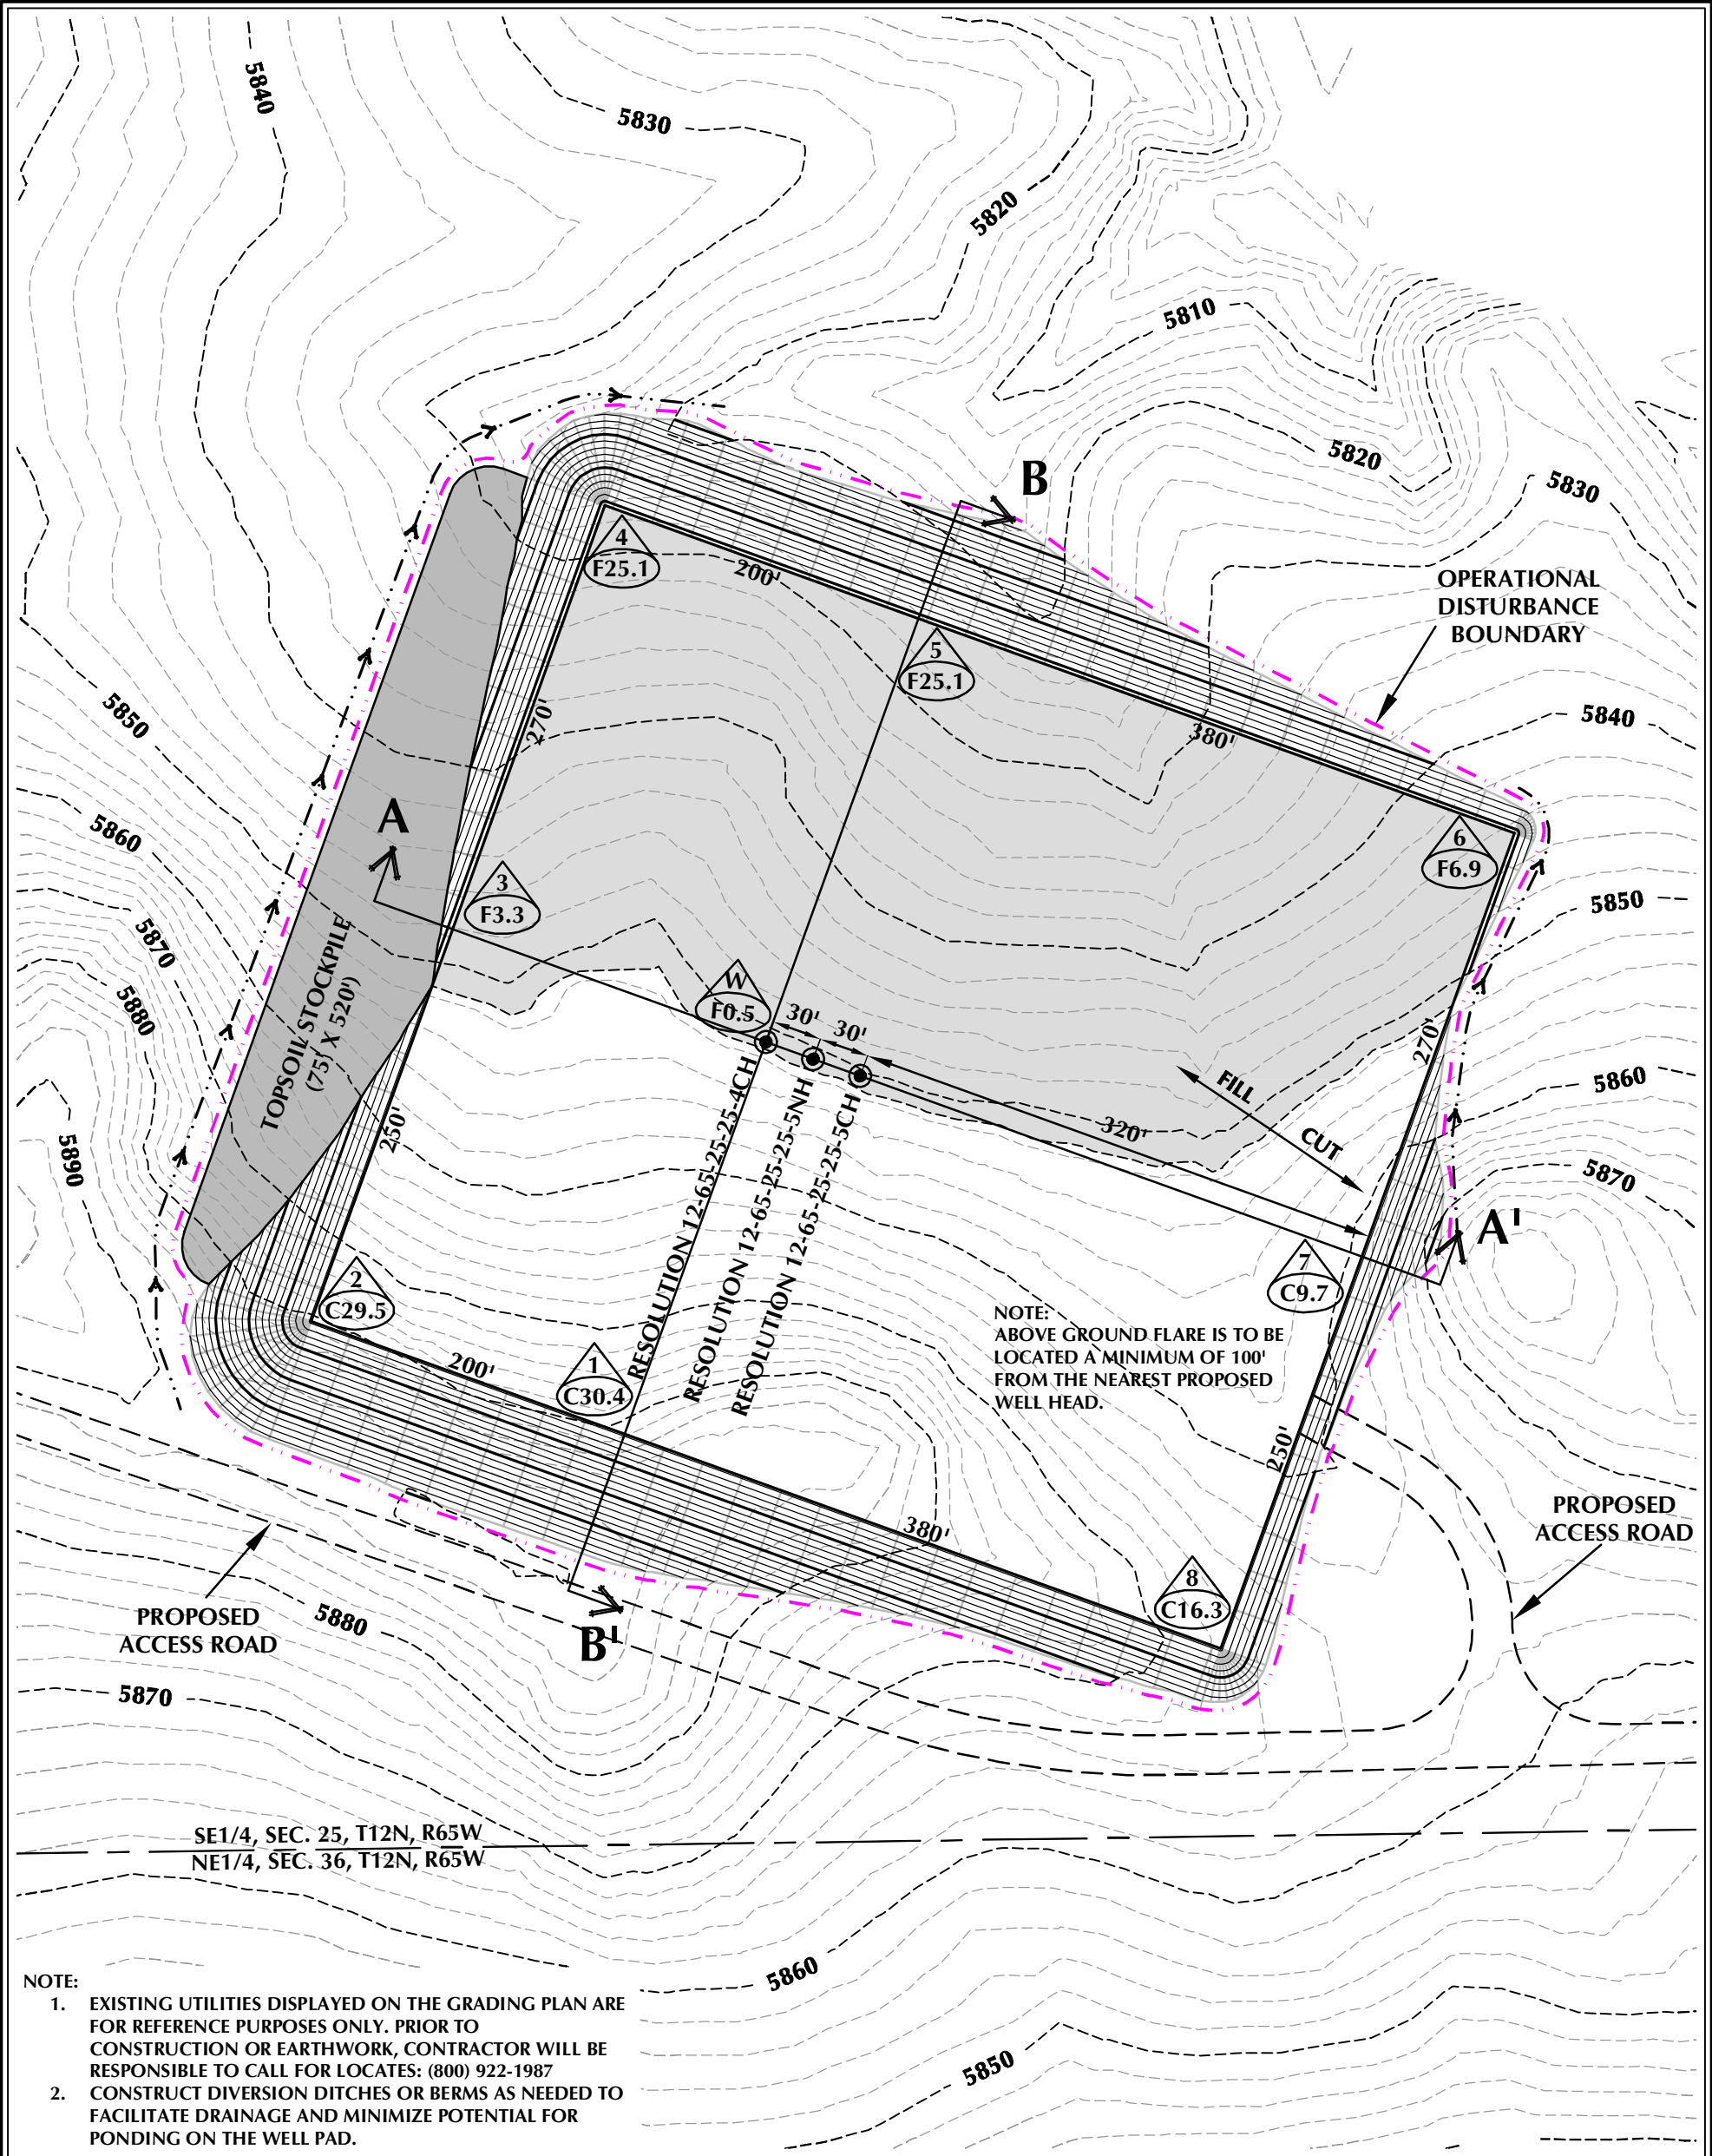 5840
5830
5820
5810
5820
5830
B
4
F25.1
200'
OPERATIONAL
DISTURBANCE
BOUNDARY
5
F25.1
5850
270'
380'
5840
A
5860
6
F6.9
3
F3.3
5850
5870
TOPSOIL STOCKPILE
(75' X 520')
5880
W
F0.5
30'
30'
270'
FILL
5860
320'
CUT
250'
5890
5870
RESOLUTION 12-65-25-25-4CH
RESOLUTION 12-65-25-25-5NH
RESOLUTION 12-65-25-25-5CH
A'
2
C29.5
7
C9.7
NOTE:
ABOVE GROUND FLARE IS TO BE
LOCATED A MINIMUM OF 100'
FROM THE NEAREST PROPOSED
WELL HEAD.
200'
1
C30.4
250'
PROPOSED
ACCESS ROAD
380'
8
C16.3
PROPOSED
ACCESS ROAD
5880
B'
5870
SE1/4, SEC. 25, T12N, R65W
NE1/4, SEC. 36, T12N, R65W
5860
5850
NOTE:
1. EXISTING UTILITIES DISPLAYED ON THE GRADING PLAN ARE
FOR REFERENCE PURPOSES ONLY. PRIOR TO
CONSTRUCTION OR EARTHWORK, CONTRACTOR WILL BE
RESPONSIBLE TO CALL FOR LOCATES: (800) 922-1987
2. CONSTRUCT DIVERSION DITCHES OR BERMS AS NEEDED TO
FACILITATE DRAINAGE AND MINIMIZE POTENTIAL FOR
PONDING ON THE WELL PAD.